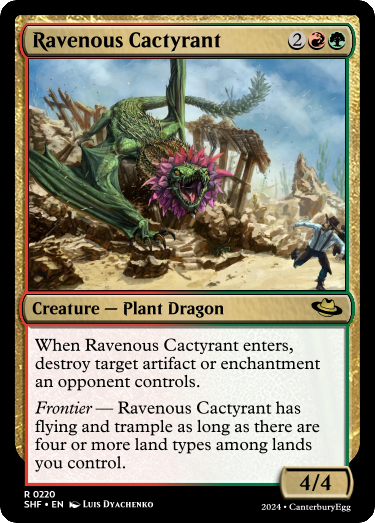 Ravenous Cactyrant 2
Creature — Plant Dragon
When Ravenous Cactyrant enters,
destroy target artifact or enchantment
an opponent controls.
Frontier — Ravenous Cactyrant has
flying and trample as long as there are
four or more land types among lands
you control.
4/4
R 0220
SHF • EN Luis Dyachenko
2024 • CanterburyEgg